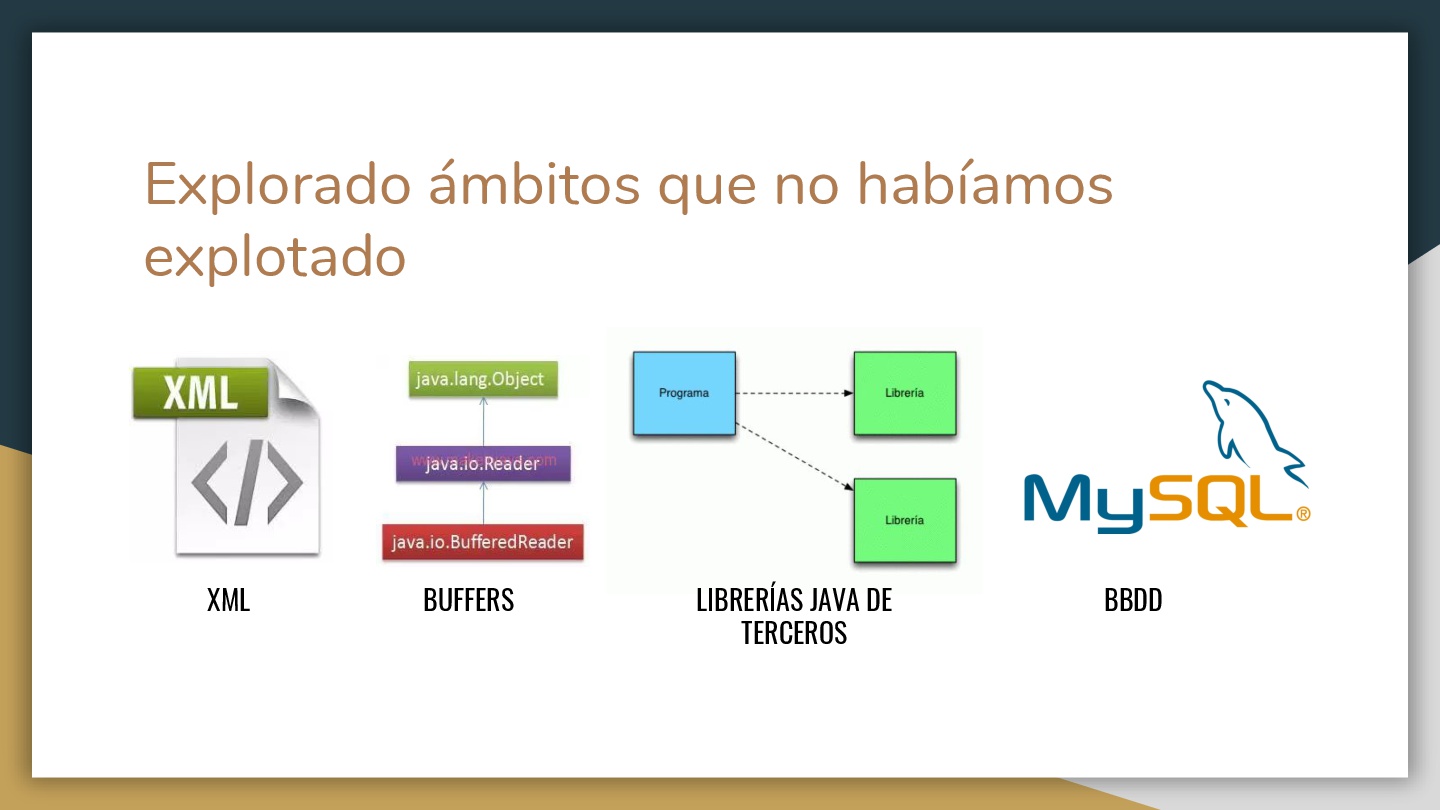 Explorado ámbitos que no habíamos
explotado
XML
</>
java.lang.Object
java.io.Reader
java.io.BufferedReader
Programa
Librería
Librería
MySQL®
XML
BUFFERS
LIBRERÍAS JAVA DE
TERCEROS
BBDD